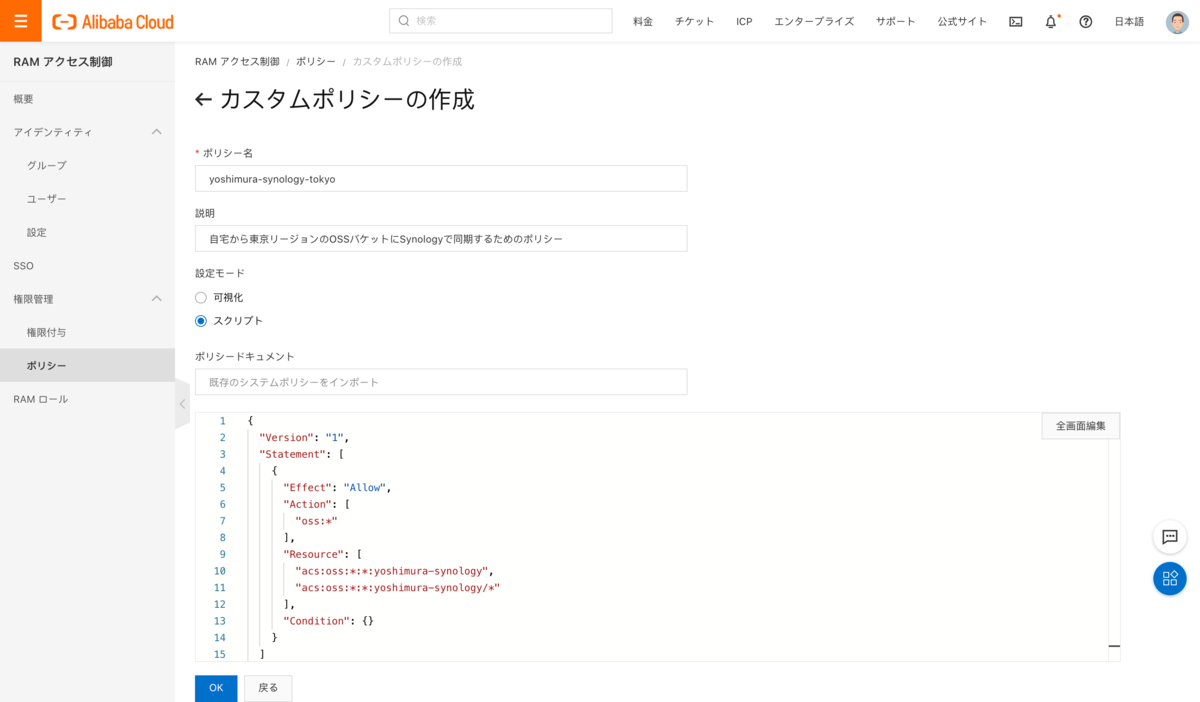 Alibaba Cloud
検索
料金
チケット
ICP
エンタープライズ
サポート
公式サイト
日本語
RAM アクセス制御
概要
アイデンティティ
グループ
ユーザー
設定
SSO
権限管理
権限付与
ポリシー
RAM ロール
RAM アクセス制御 / ポリシー / カスタムポリシーの作成
← カスタムポリシーの作成
* ポリシー名
yoshimura-synology-tokyo
説明
自宅から東京リージョンのOSSバケットにSynologyで同期するためのポリシー
設定モード
可視化
スクリプト
ポリシードキュメント
既存のシステムポリシーをインポート
全画面編集
1 {
2 "Version": "1",
3 "Statement": [
4 {
5 "Effect": "Allow",
6 "Action": [
7 "oss:*"
8 ],
9 "Resource": [
10 "acs:oss:*:*:yoshimura-synology",
11 "acs:oss:*:*:yoshimura-synology/*"
12 ],
13 "Condition": {}
14 }
15 ]
OK
戻る